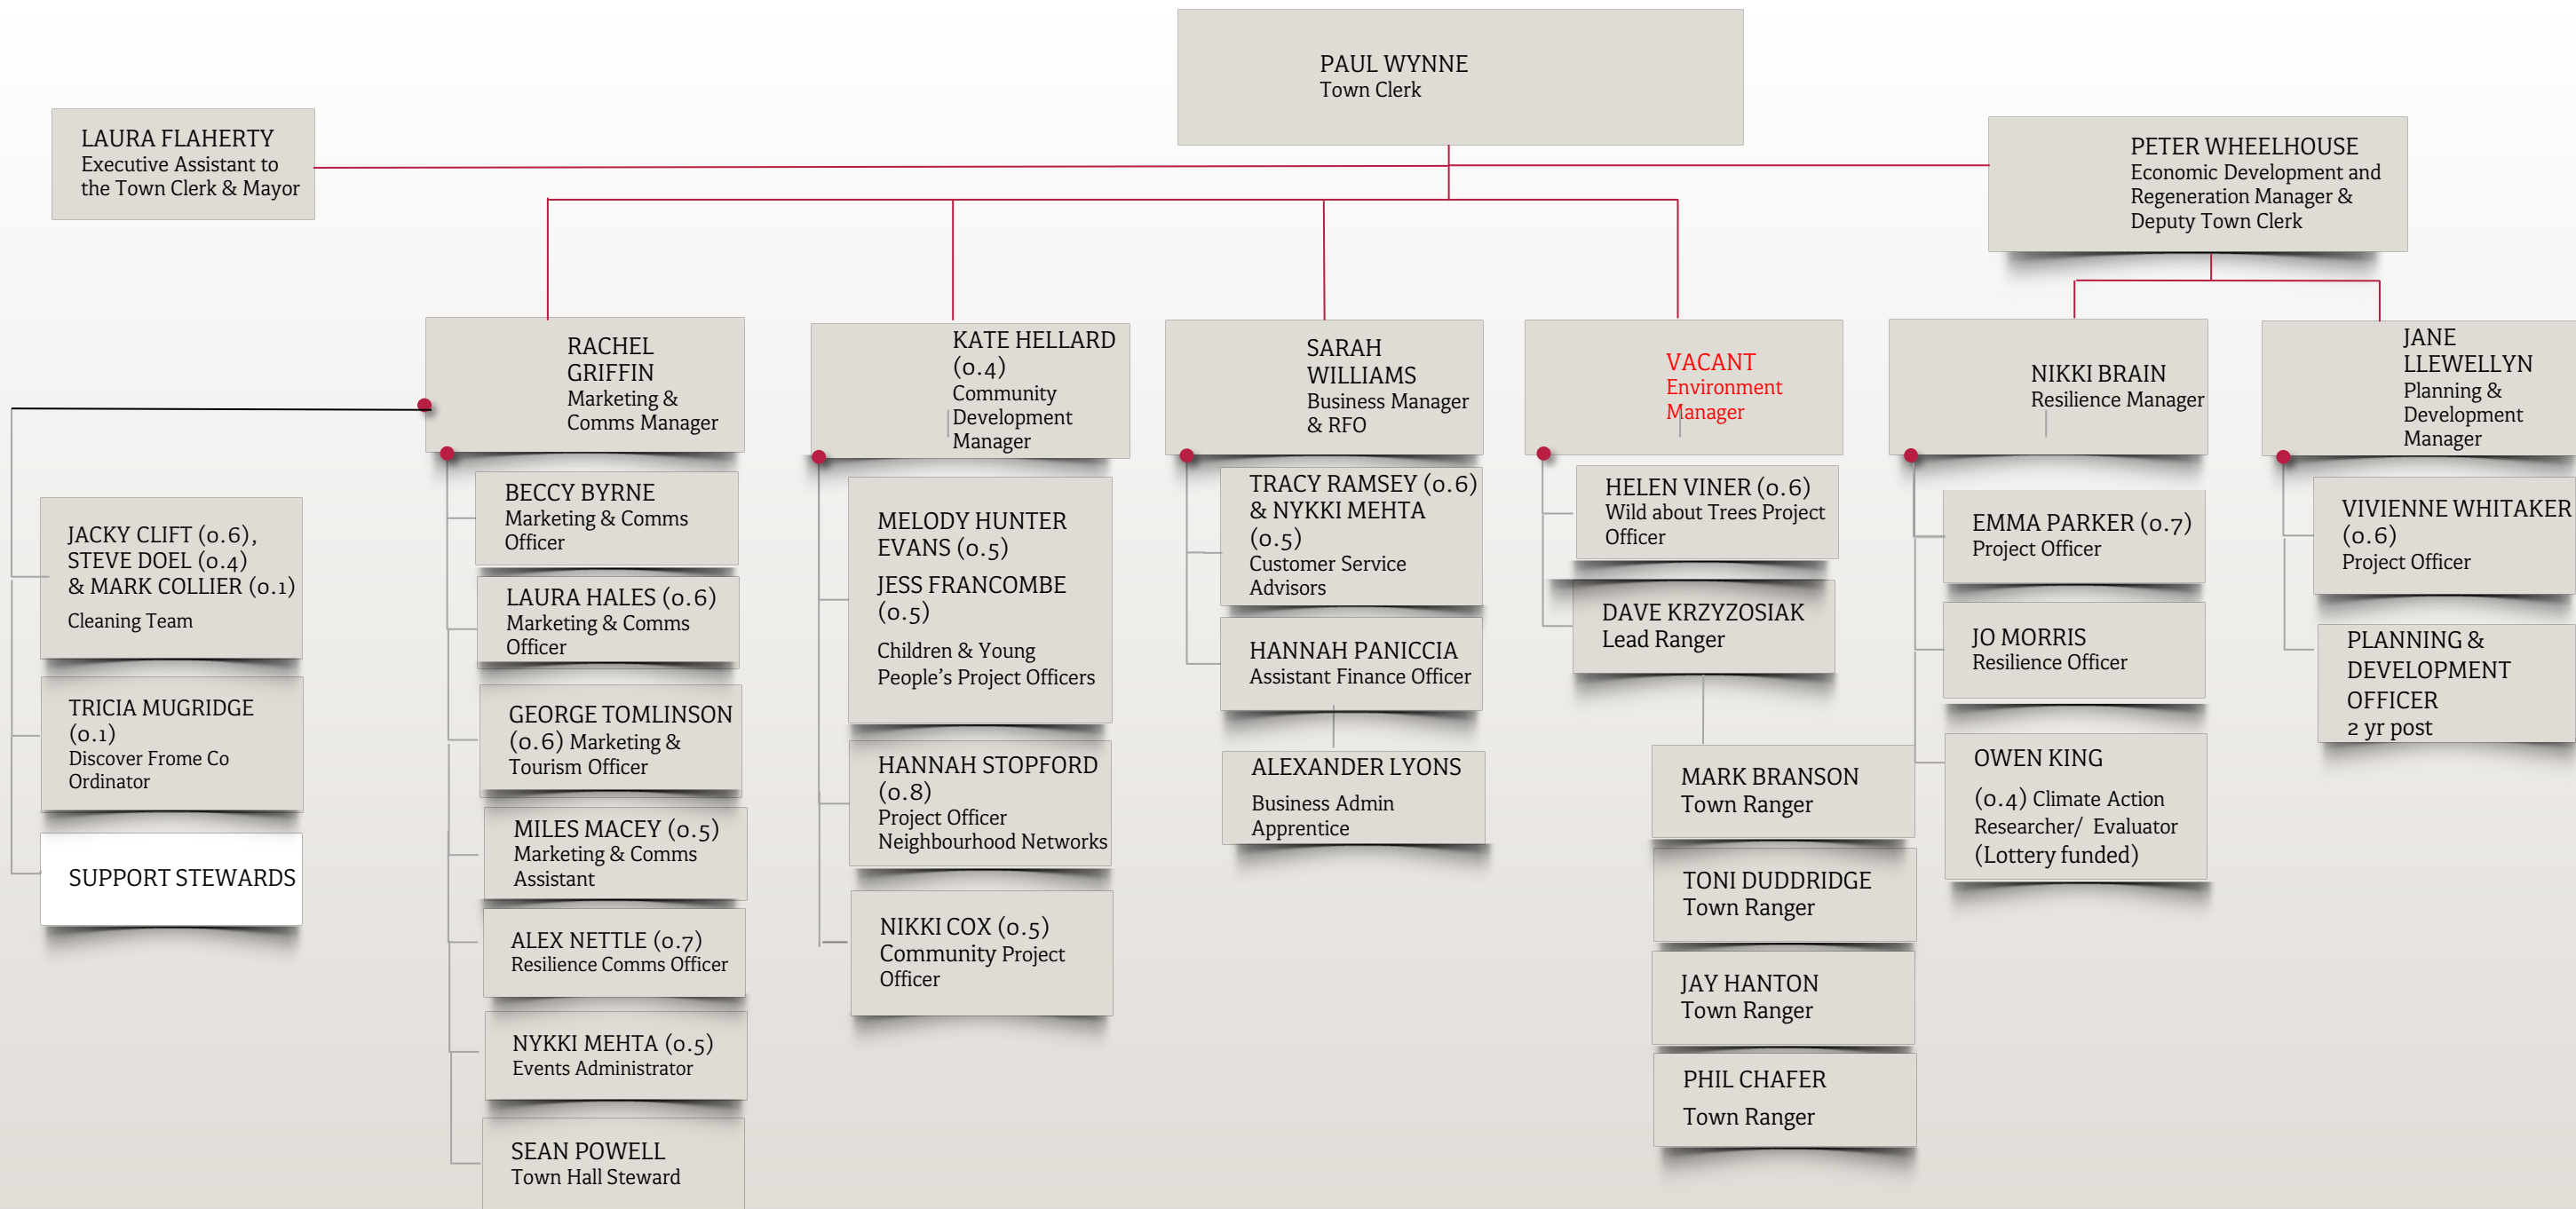 PAUL WYNNE
Town Clerk
LAURA FLAHERTY
Executive Assistant to
the Town Clerk & Mayor
PETER WHEELHOUSE
Economic Development and
Regeneration Manager &
Deputy Town Clerk
RACHEL
GRIFFIN
Marketing &
Comms Manager
KATE HELLARD
(0.4)
Community
Development
Manager
SARAH
WILLIAMS
Business Manager
& RFO
VACANT
Environment
Manager
NIKKI BRAIN
Resilience Manager
JANE
LLEWELLYN
Planning &
Development
Manager
JACKY CLIFT (0.6),
STEVE DOEL (0.4)
& MARK COLLIER (0.1)
Cleaning Team
TRICIA MUGRIDGE
(0.1)
Discover Frome Co
Ordinator
SUPPORT STEWARDS
BECCY BYRNE
Marketing & Comms
Officer
LAURA HALES (0.6)
Marketing & Comms
Officer
GEORGE TOMLINSON
(0.6) Marketing &
Tourism Officer
MILES MACEY (0.5)
Marketing & Comms
Assistant
ALEX NETTLE (0.7)
Resilience Comms Officer
NYKKI MEHTA (0.5)
Events Administrator
SEAN POWELL
Town Hall Steward
MELODY HUNTER
EVANS (0.5)
JESS FRANCOMBE
(0.5)
Children & Young
People's Project Officers
HANNAH STOPFORD
(0.8)
Project Officer
Neighbourhood Networks
NIKKI COX (0.5)
Community Project
Officer
TRACY RAMSEY (0.6)
& NYKKI MEHTA
(0.5)
Customer Service
Advisors
HANNAH PANICCIA
Assistant Finance Officer
ALEXANDER LYONS
Business Admin
Apprentice
HELEN VINER (0.6)
Wild about Trees Project
Officer
DAVE KRZYZOSIAK
Lead Ranger
MARK BRANSON
Town Ranger
TONI DUDDRIDGE
Town Ranger
JAY HANTON
Town Ranger
PHIL CHAFER
Town Ranger
EMMA PARKER (0.7)
Project Officer
JO MORRIS
Resilience Officer
OWEN KING
(0.4) Climate Action
Researcher/ Evaluator
(Lottery funded)
VIVIENNE WHITAKER
(0.6)
Project Officer
PLANNING &
DEVELOPMENT
OFFICER
2 yr post